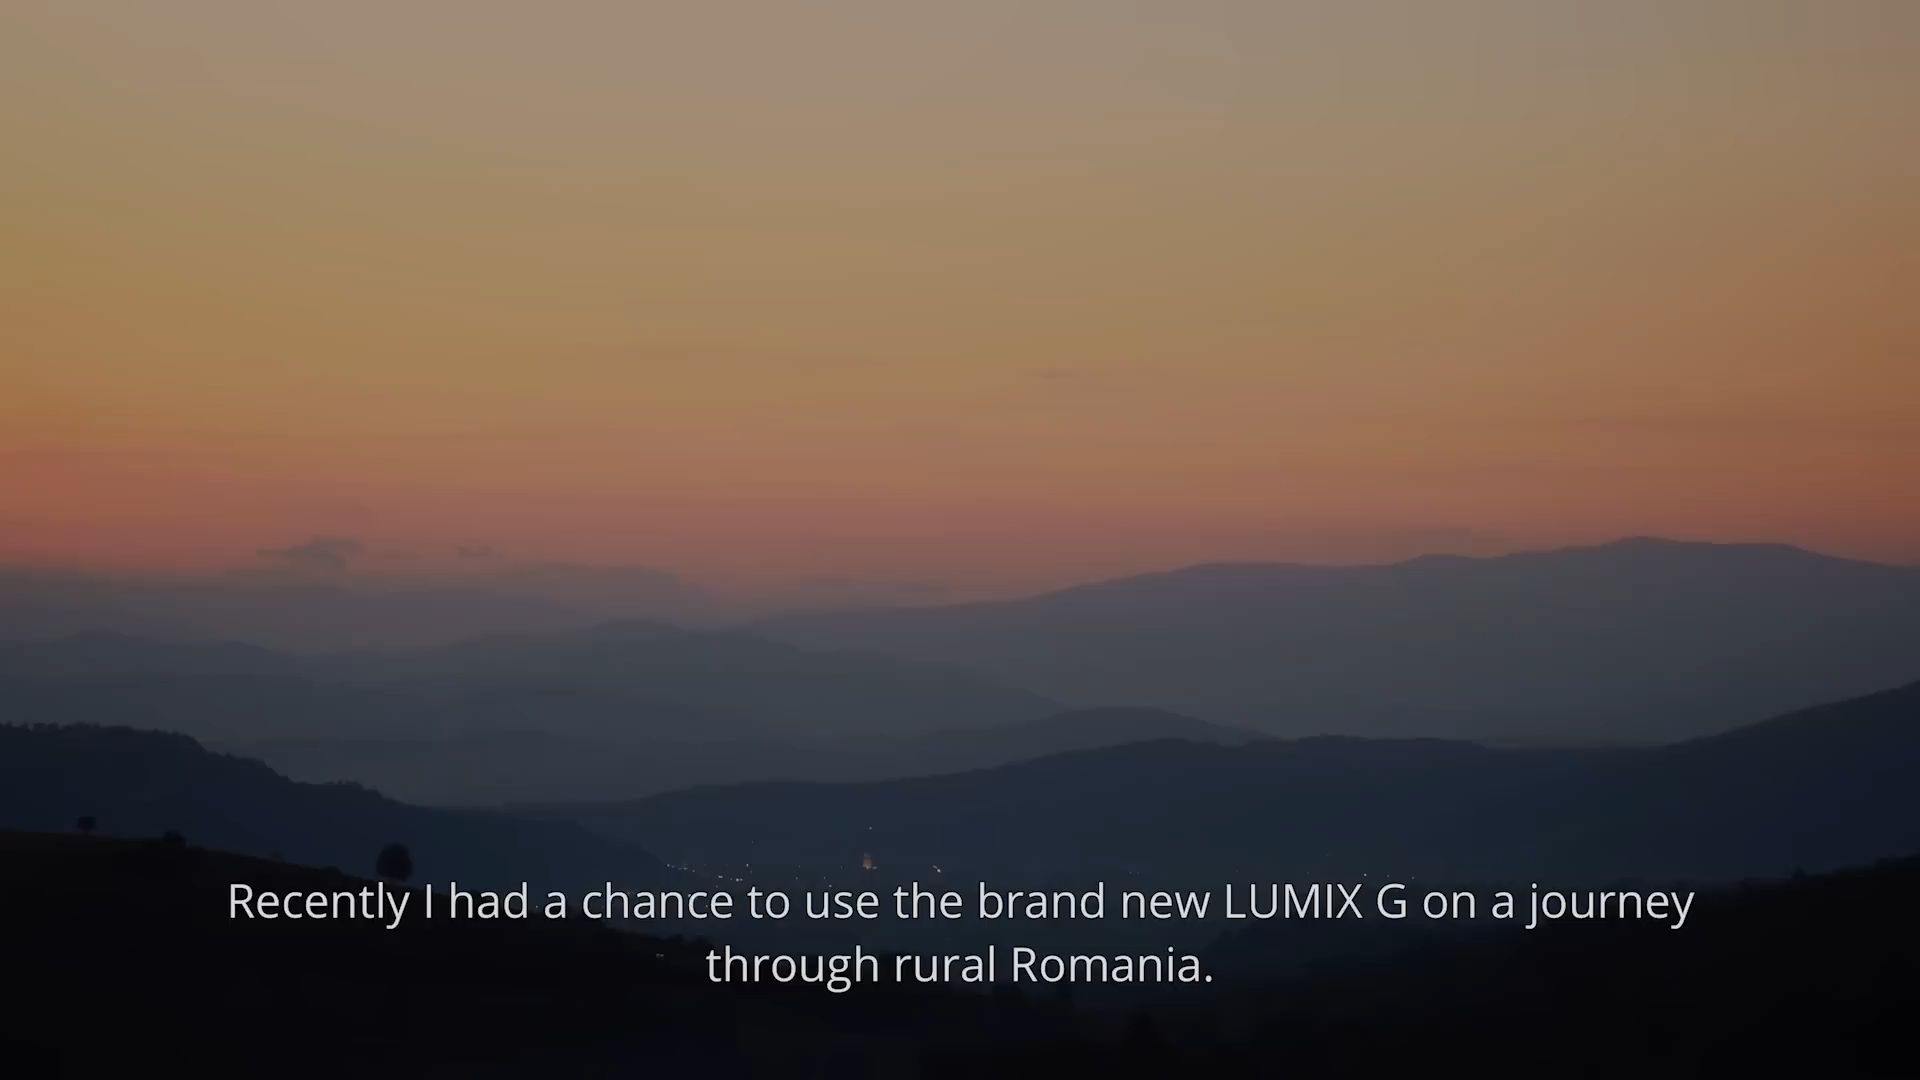 Recently I had a chance to use the brand new LUMIX G on a journey
through rural Romania.